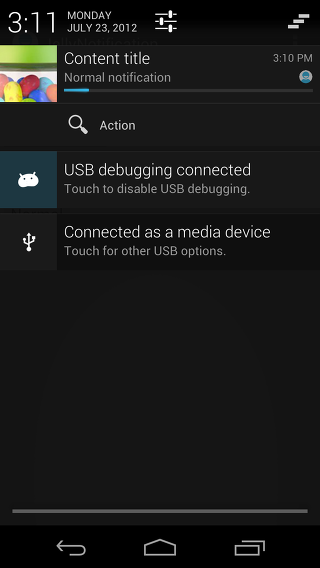 3:11
MONDAY
JULY 23, 2012
Content title 3:10 PM
Normal notification
Action
USB debugging connected
Touch to disable USB debugging.
Connected as a media device
Touch for other USB options.